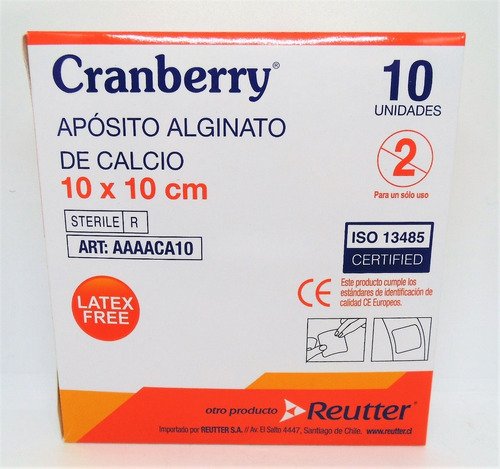 Cranberry®
10
UNIDADES
APÓSITO ALGINATO
DE CALCIO
10 x 10 cm
2
Para un sólo uso
STERILE R
ART: AAAACA10
ISO 13485
CERTIFIED
LATEX
FREE
CE
Este producto cumple los
estándares de identificación de
calidad CE Europeos.
otro producto Reutter®
Importado por REUTTER S.A. // Av. El Salto 4447, Santiago de Chile. www.reutter.cl